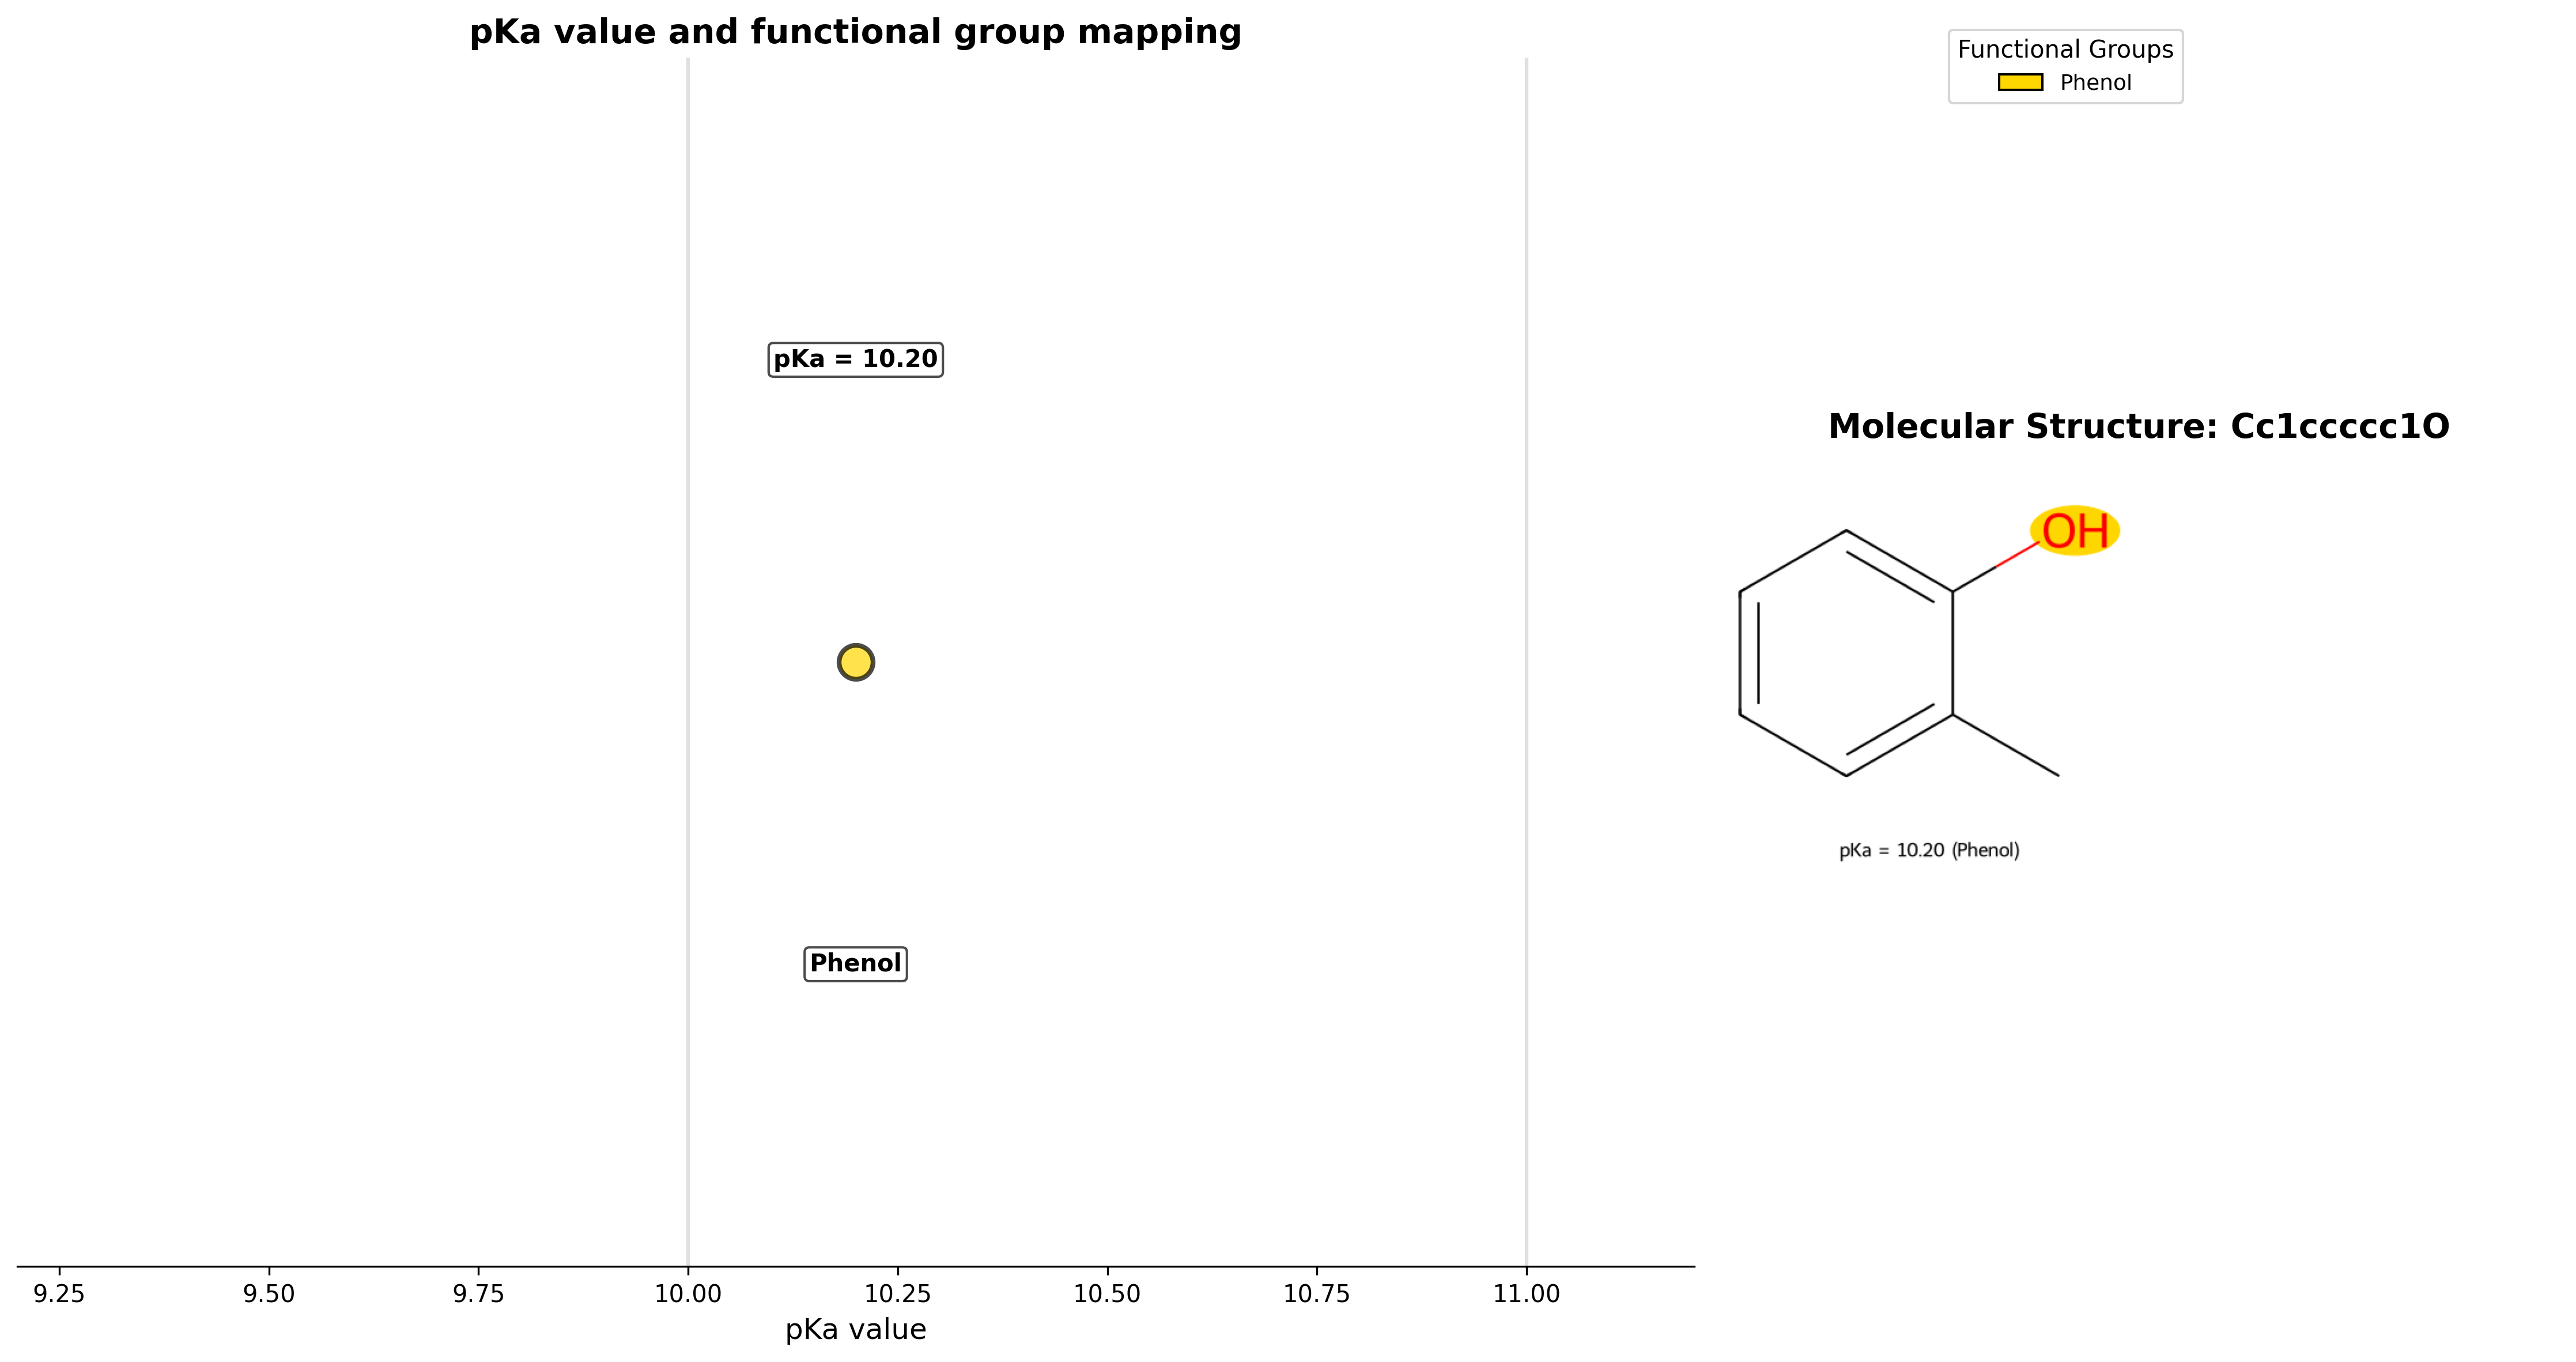 pKa value and functional group mapping
Functional Groups
Phenol
pKa = 10.20
Molecular Structure: Cc1ccccc1O
OH
pKa = 10.20 (Phenol)
Phenol
9.25 9.50 9.75 10.00 10.25 10.50 10.75 11.00
pKa value